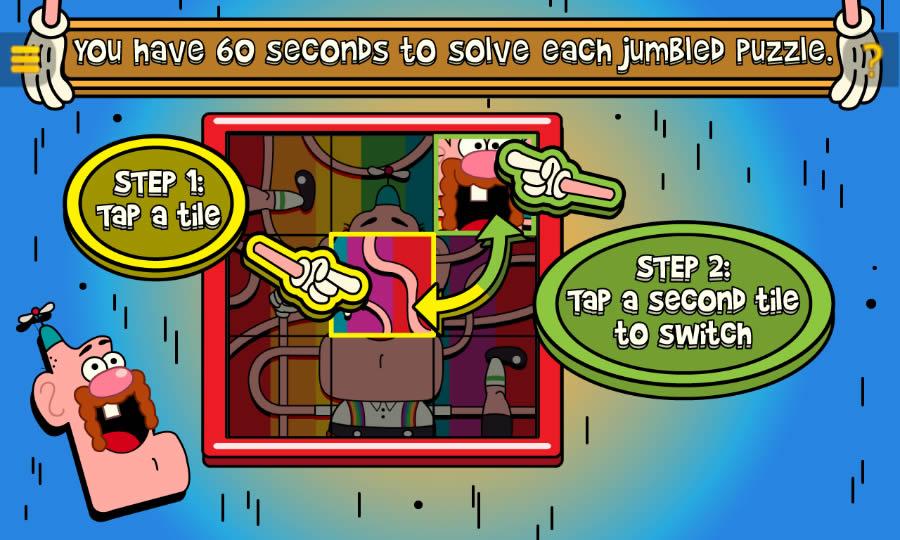 You have 60 seconds to solve each jumbled puzzle.
?
STEP 1:
Tap a tile
STEP 2:
Tap a second tile
to switch